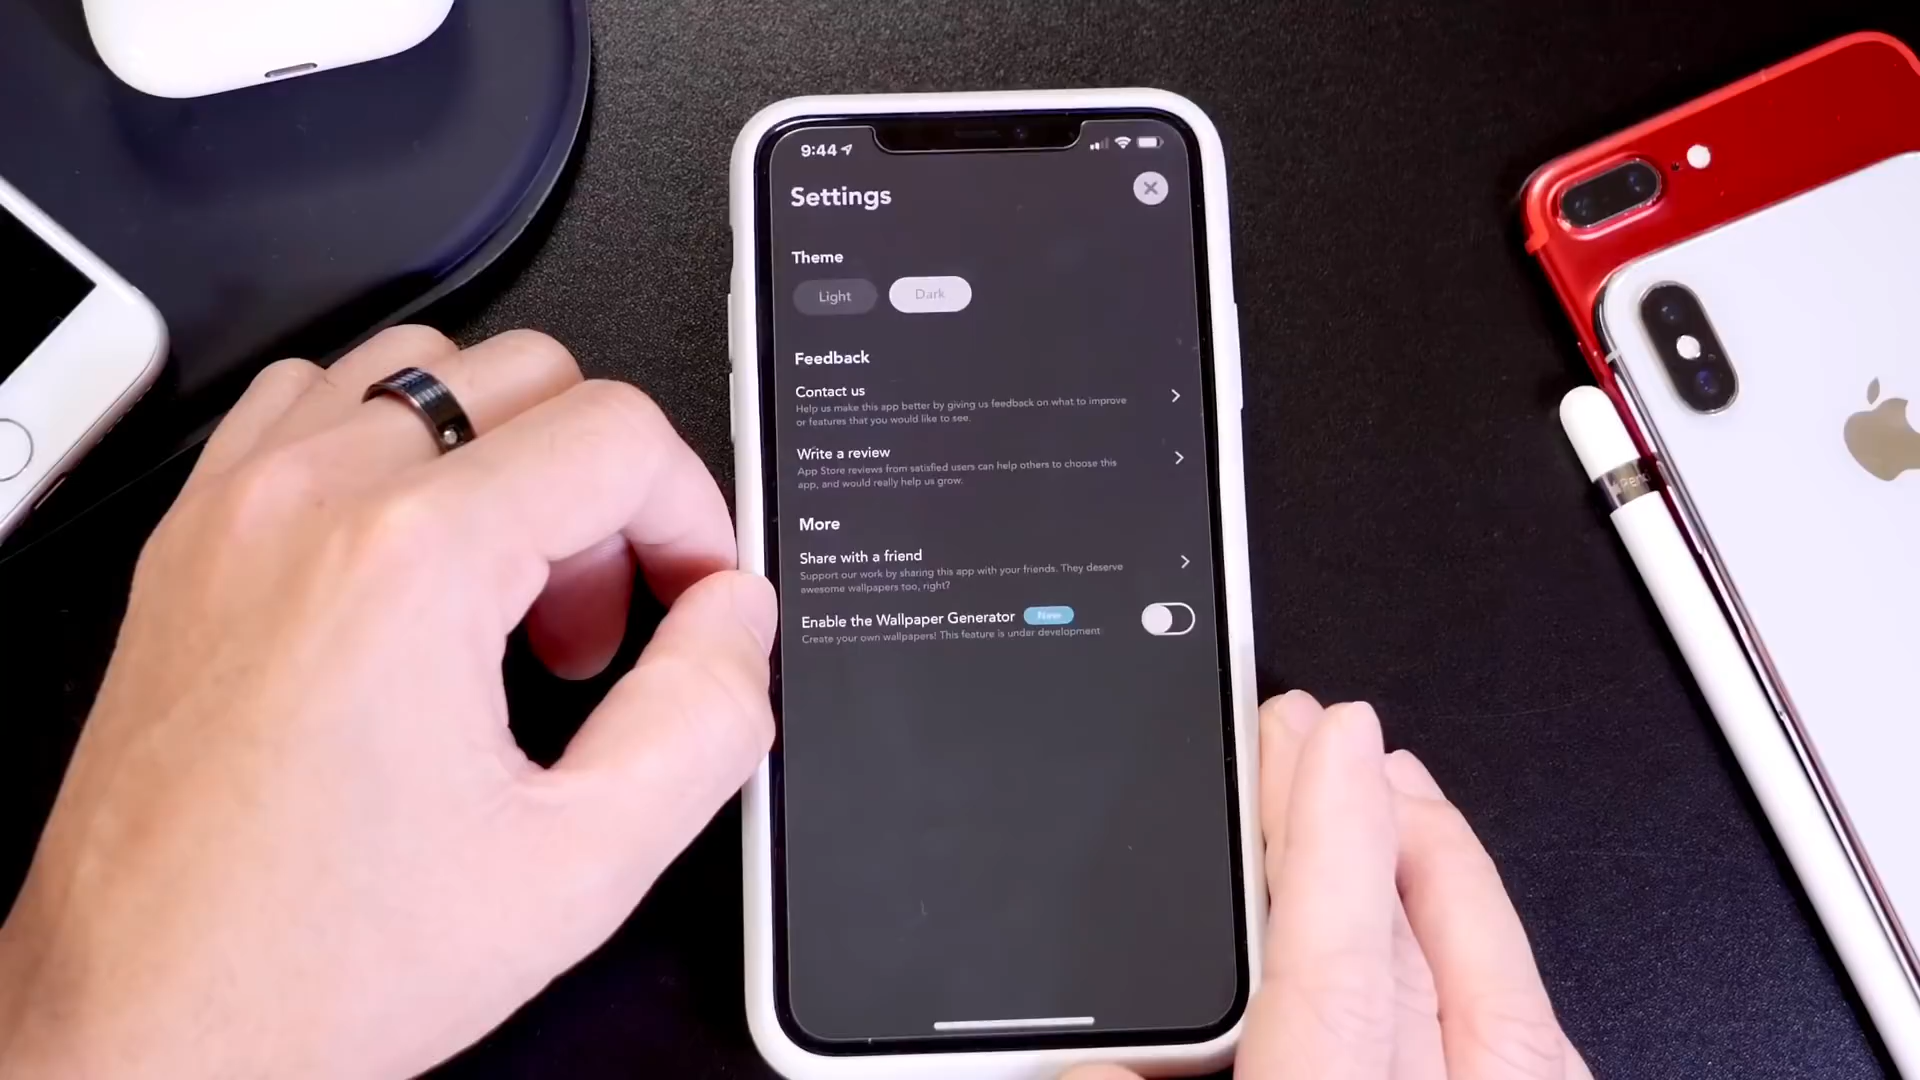 9:44
Settings
Theme
Light
Dark
Feedback
Contact us
Help us make this app better by giving us feedback on what to improve
or features that you would like to see.
Write a review
App Store reviews from satisfied users can help others to choose this
app, and would really help us grow.
More
Share with a friend
Support our work by sharing this app with your friends. They deserve
awesome wallpapers too, right?
Enable the Wallpaper Generator New
Create your own wallpapers! This feature is under development